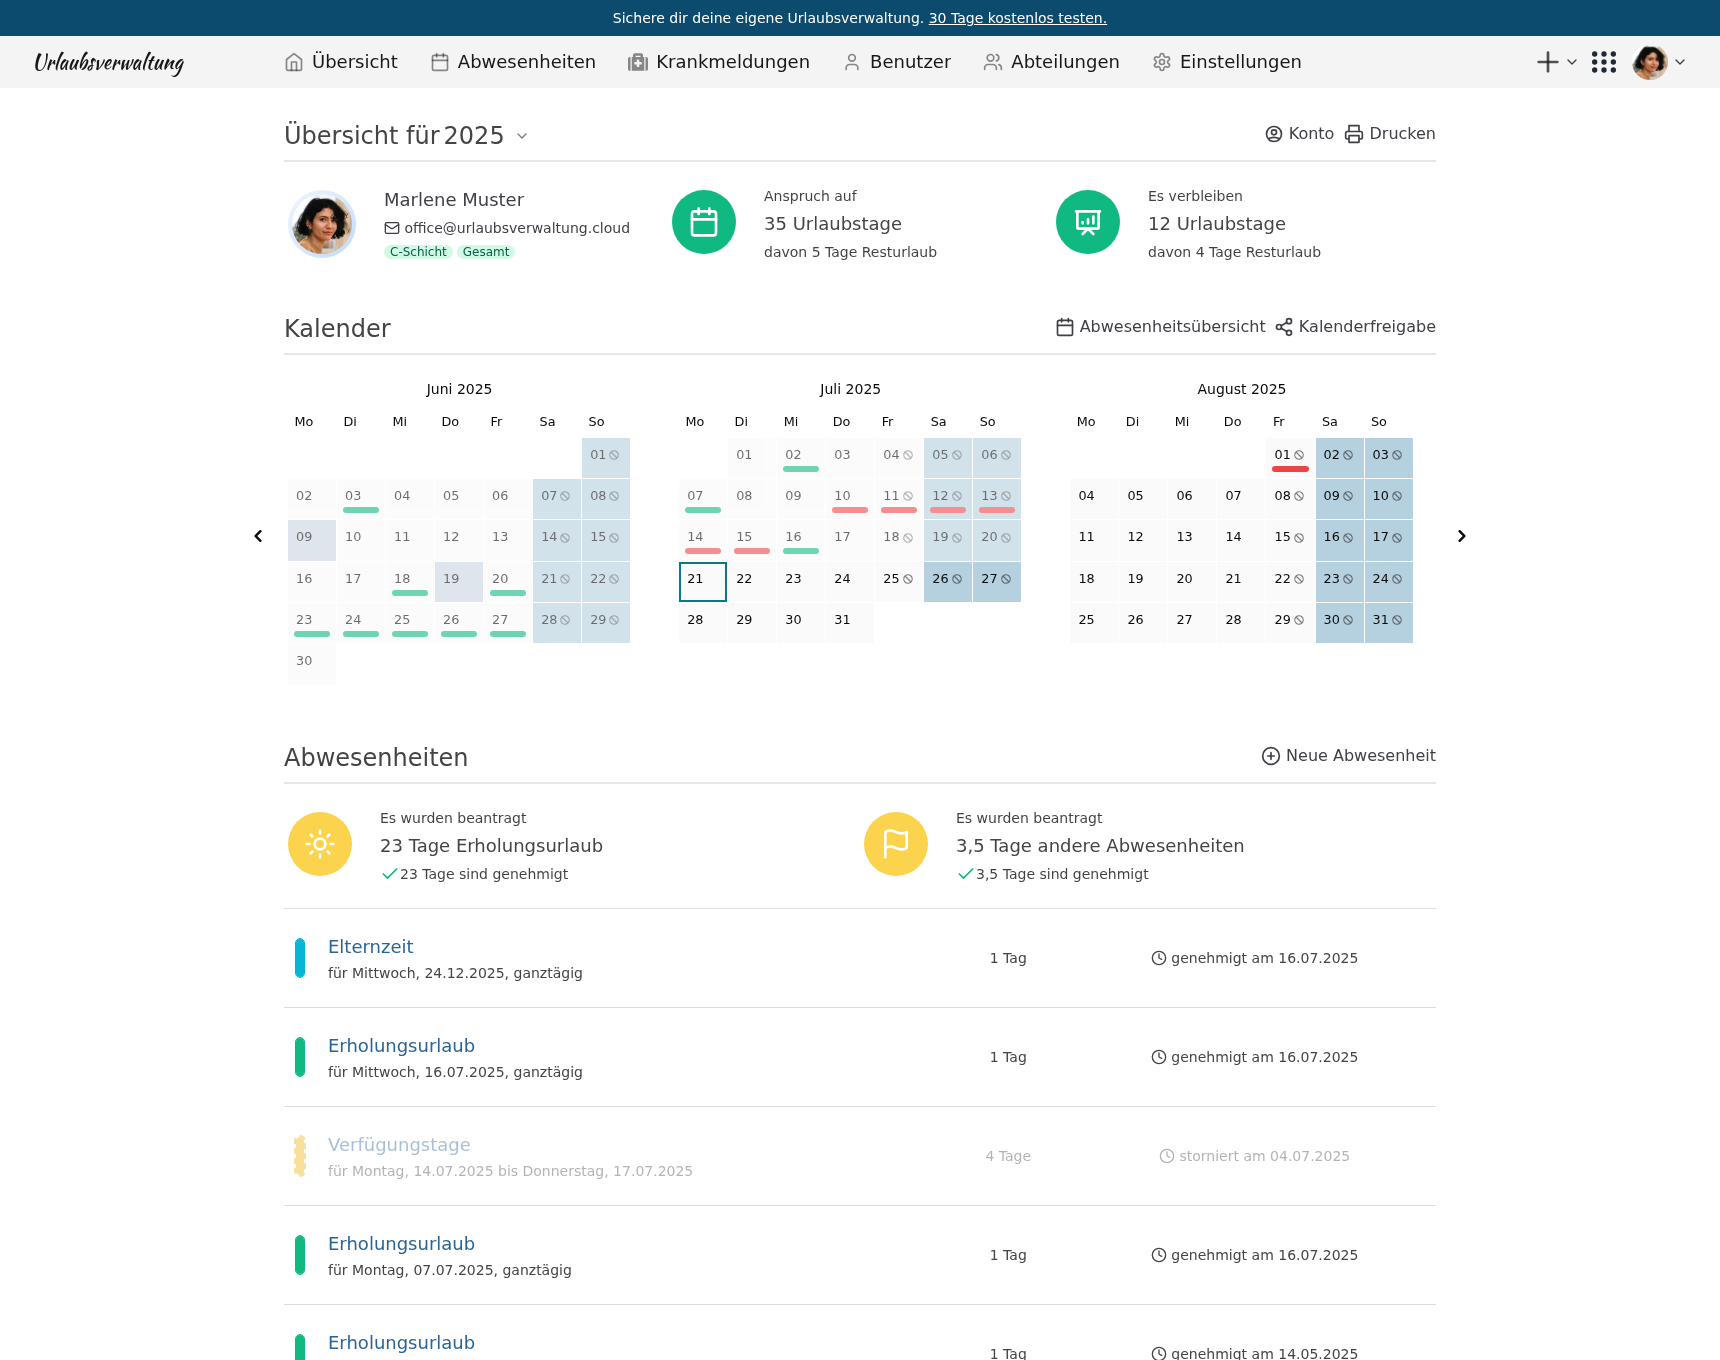 Sichere dir deine eigene Urlaubsverwaltung. 30 Tage kostenlos testen.
Urlaubsverwaltung Übersicht Abwesenheiten Krankmeldungen Benutzer Abteilungen Einstellungen
Übersicht für 2025 Konto Drucken
Marlene Muster
office@urlaubsverwaltung.cloud
C-Schicht Gesamt
Anspruch auf
35 Urlaubstage
davon 5 Tage Resturlaub
Es verbleiben
12 Urlaubstage
davon 4 Tage Resturlaub
Kalender Abwesenheitsübersicht Kalenderfreigabe
Juni 2025
Mo Di Mi Do Fr Sa So
01
02 03 04 05 06 07 08
09 10 11 12 13 14 15
16 17 18 19 20 21 22
23 24 25 26 27 28 29
30
Juli 2025
Mo Di Mi Do Fr Sa So
01 02 03 04 05 06
07 08 09 10 11 12 13
14 15 16 17 18 19 20
21 22 23 24 25 26 27
28 29 30 31
August 2025
Mo Di Mi Do Fr Sa So
01 02 03
04 05 06 07 08 09 10
11 12 13 14 15 16 17
18 19 20 21 22 23 24
25 26 27 28 29 30 31
Abwesenheiten Neue Abwesenheit
Es wurden beantragt
23 Tage Erholungsurlaub
23 Tage sind genehmigt
Es wurden beantragt
3,5 Tage andere Abwesenheiten
3,5 Tage sind genehmigt
Elternzeit
für Mittwoch, 24.12.2025, ganztägig
1 Tag genehmigt am 16.07.2025
Erholungsurlaub
für Mittwoch, 16.07.2025, ganztägig
1 Tag genehmigt am 16.07.2025
Verfügungstage
für Montag, 14.07.2025 bis Donnerstag, 17.07.2025
4 Tage storniert am 04.07.2025
Erholungsurlaub
für Montag, 07.07.2025, ganztägig
1 Tag genehmigt am 16.07.2025
Erholungsurlaub
1 Tag genehmigt am 14.05.2025